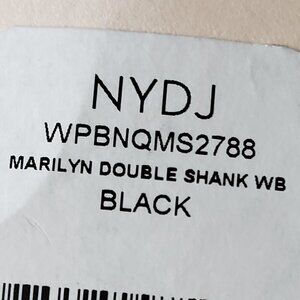 NYDJ
WPBNQMS2788
MARILYN DOUBLE SHANK WB
BLACK